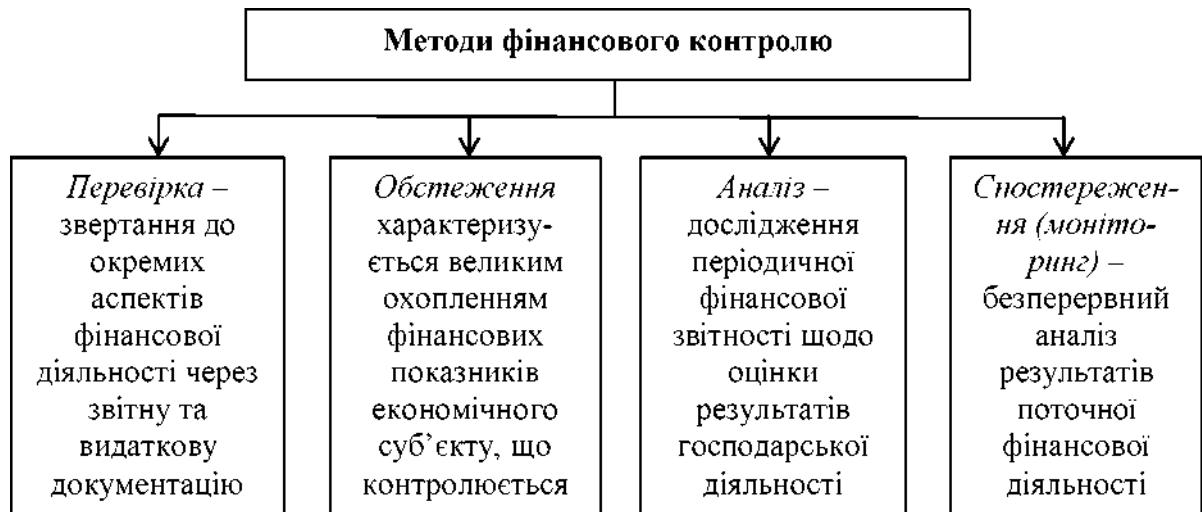 Методи фінансового контролю
Перевірка –
звертання до
окремих
аспектів
фінансової
діяльності через
звітну та
видаткову
документацію
Обстеження
характеризу-
ється великим
охопленням
фінансових
показників
економічного
суб’єкту, що
контролюється
Аналіз –
дослідження
періодичної
фінансової
звітності щодо
оцінки
результатів
господарської
діяльності
Спостережен-
ня (моніто-
ринг) –
безперервний
аналіз
результатів
поточної
фінансової
діяльності